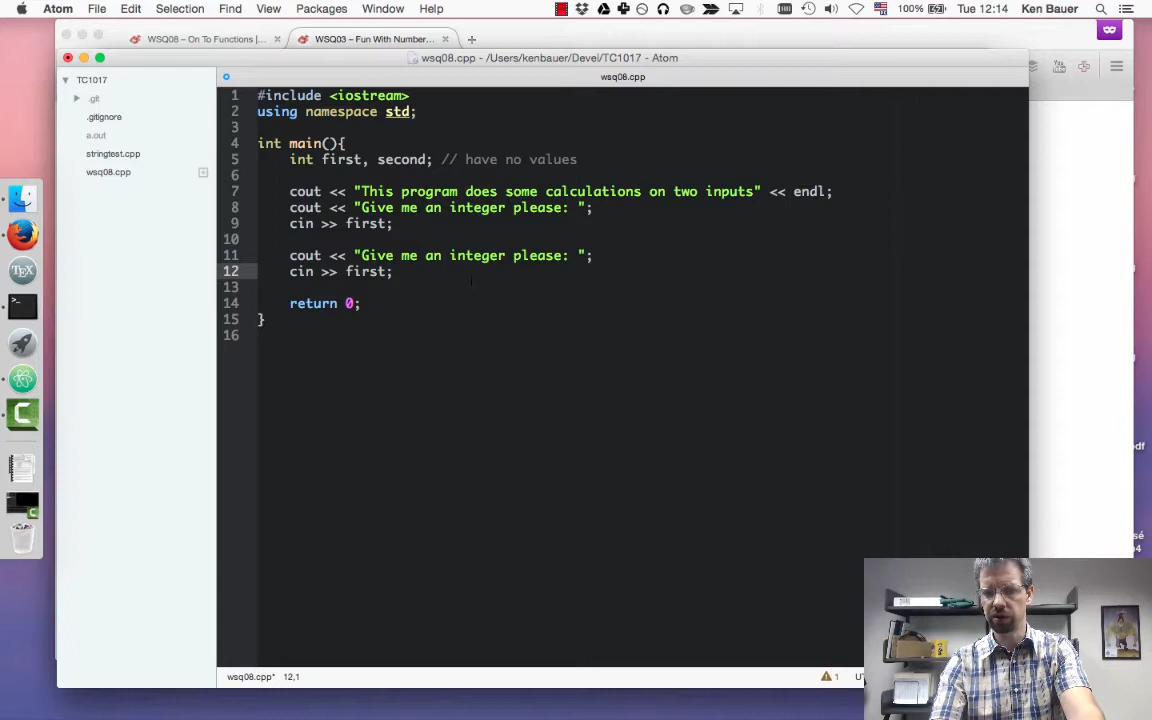 Atom File Edit Selection Find View Packages Window Help 100% Tue 12:14 Ken Bauer
WSQ08 – On To Functions |... WSQ03 – Fun With Number...
wsq08.cpp - /Users/kenbauer/Devel/TC1017 - Atom
TC1017
.git
.gitignore
a.out
stringtest.cpp
wsq08.cpp
wsq08.cpp
1 #include <iostream>
2 using namespace std;
3
4 int main(){
5 int first, second; // have no values
6
7 cout << "This program does some calculations on two inputs" << endl;
8 cout << "Give me an integer please: ";
9 cin >> first;
10
11 cout << "Give me an integer please: ";
12 cin >> first;
13
14 return 0;
15 }
16
wsq08.cpp* 12,1 1
TEX